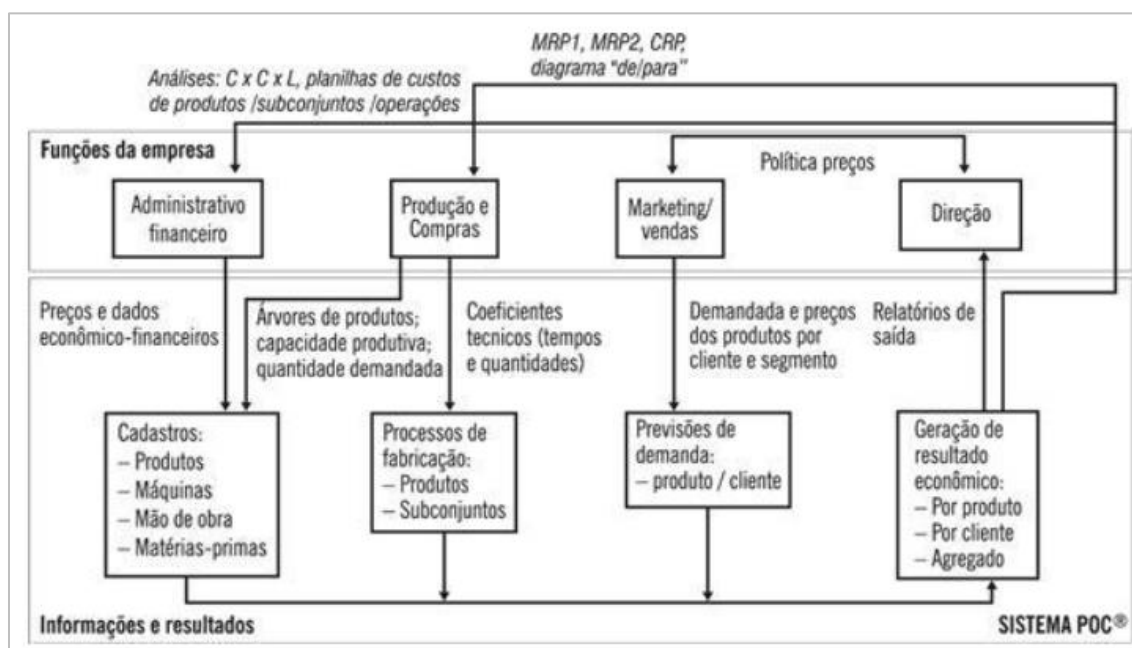 MRP1, MRP2, CRP,
diagrama "de/para"
Análises: C x C x L, planilhas de custos
de produtos /subconjuntos /operações
Funções da empresa
Política preços
Administrativo
financeiro
Produção e
Compras
Marketing/
vendas
Direção
Preços e dados
econômico-financeiros
Árvores de produtos;
capacidade produtiva;
quantidade demandada
Coeficientes
tecnicos (tempos
e quantidades)
Demandada e preços
dos produtos por
cliente e segmento
Relatórios de
saída
Cadastros:
– Produtos
– Máquinas
– Mão de obra
– Matérias-primas
Processos de
fabricação:
– Produtos
– Subconjuntos
Previsões de
demanda:
– produto / cliente
Geração de
resultado
econômico:
– Por produto
– Por cliente
– Agregado
Informações e resultados
SISTEMA POC®